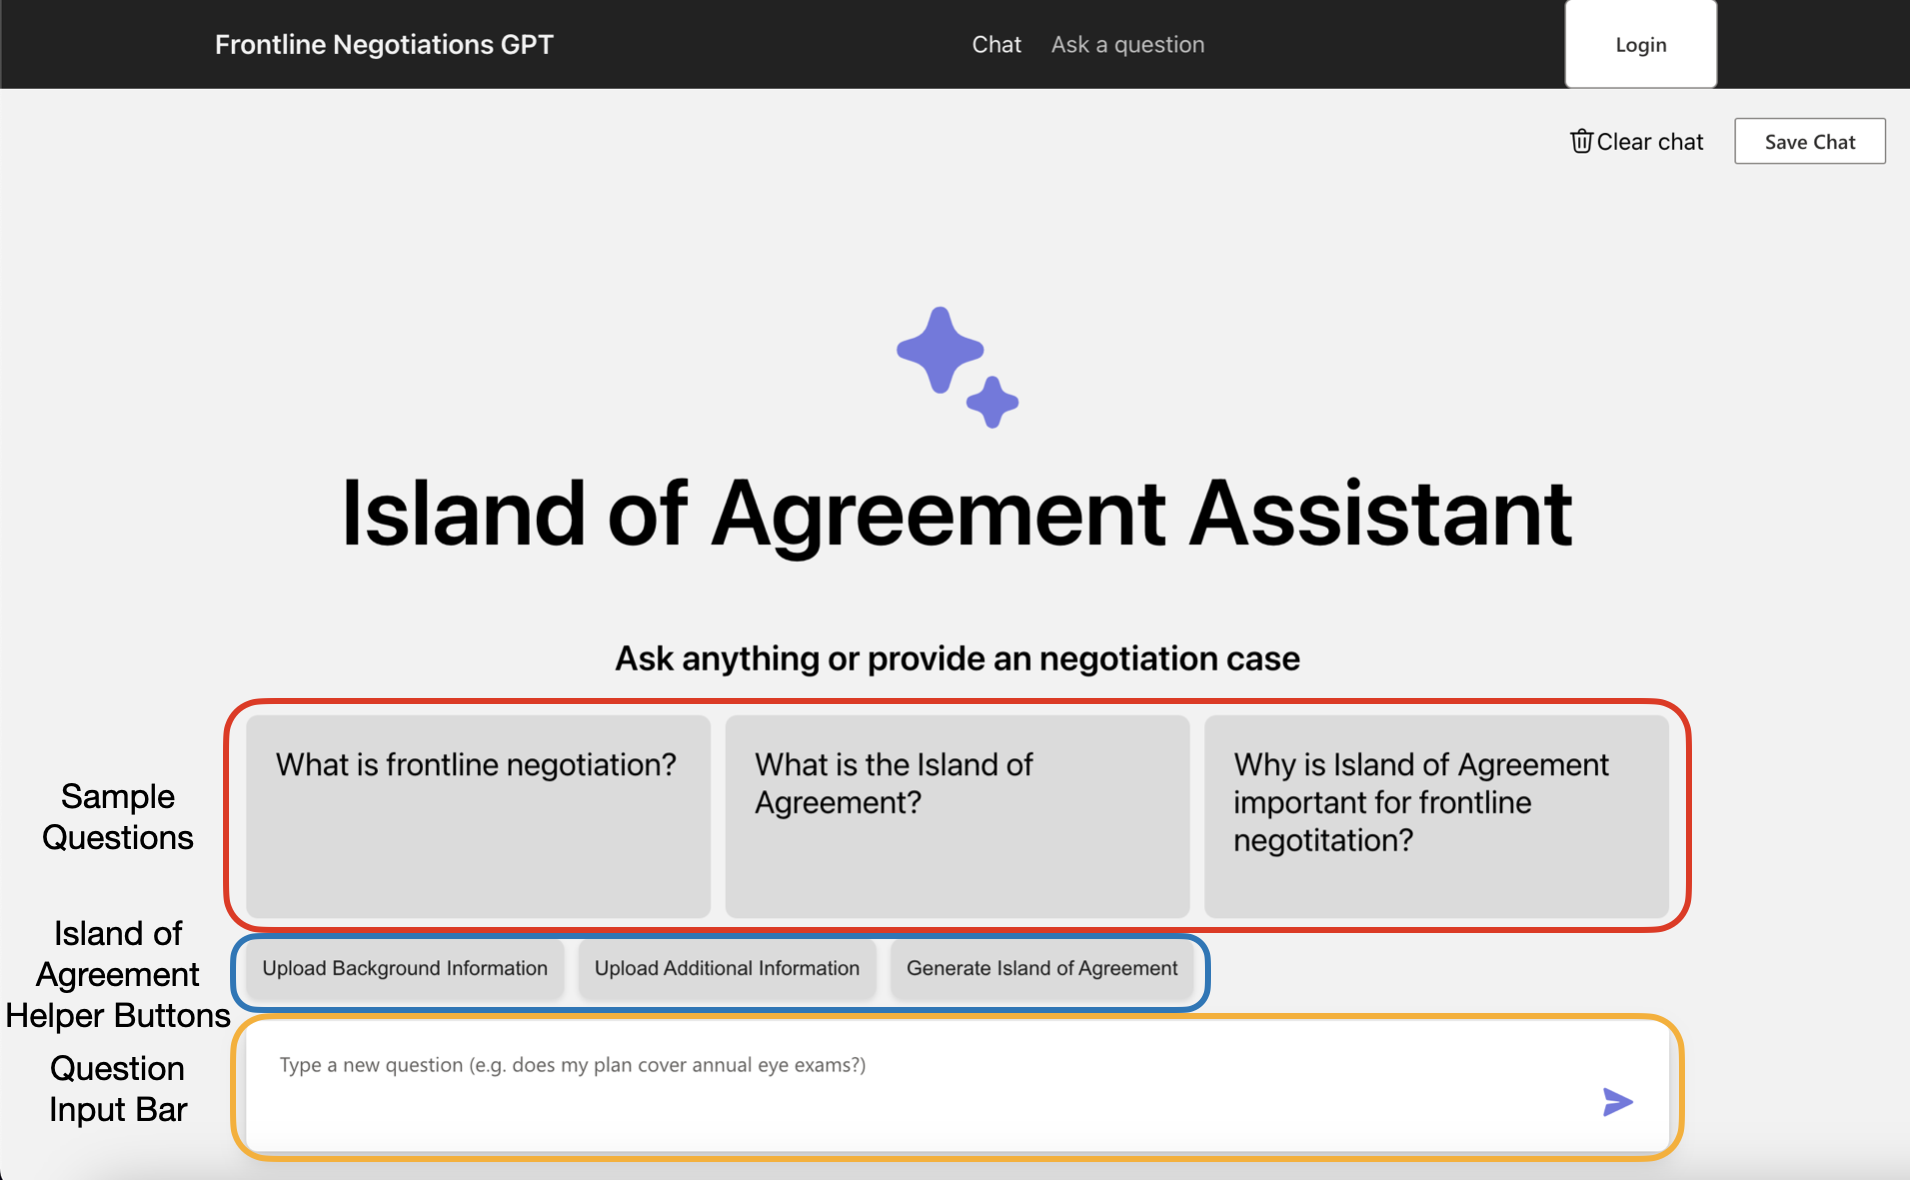 Frontline Negotiations GPT
Chat
Ask a question
Login
Clear chat
Save Chat
Island of Agreement Assistant
Ask anything or provide an negotiation case
Sample
Questions
What is frontline negotiation?
What is the Island of
Agreement?
Why is Island of Agreement
important for frontline
negotitation?
Island of
Agreement
Helper Buttons
Upload Background Information
Upload Additional Information
Generate Island of Agreement
Question
Input Bar
Type a new question (e.g. does my plan cover annual eye exams?)